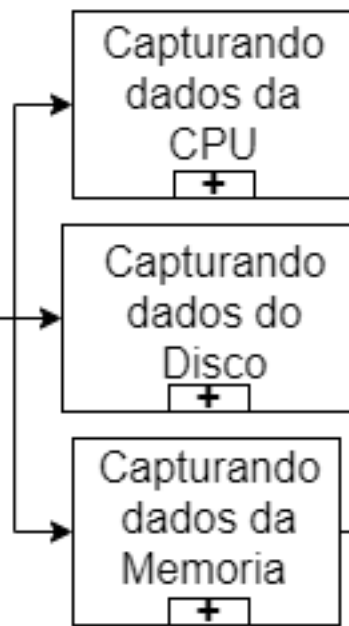 Capturando
dados da
CPU
+
Capturando
dados do
Disco
+
Capturando
dados da
Memoria
+